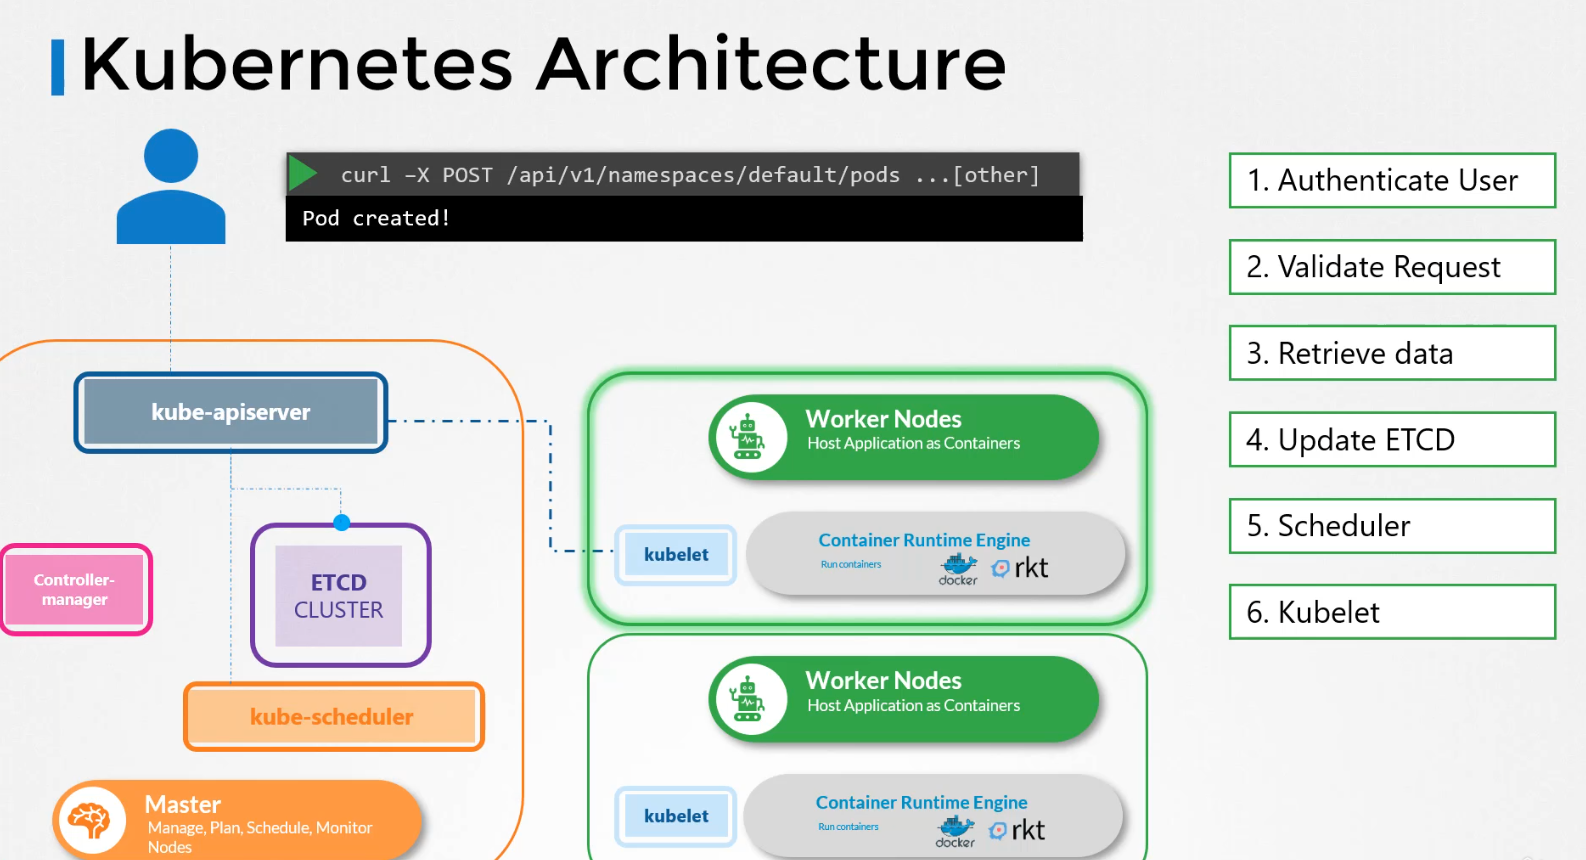 Kubernetes Architecture
curl –X POST /api/v1/namespaces/default/pods ...[other]
Pod created!
1. Authenticate User
2. Validate Request
3. Retrieve data
4. Update ETCD
5. Scheduler
6. Kubelet
kube-apiserver
Controller-
manager
ETCD
CLUSTER
kube-scheduler
Master
Manage, Plan, Schedule, Monitor
Nodes
Worker Nodes
Host Application as Containers
kubelet
Container Runtime Engine
Run containers
docker
rkt
Worker Nodes
Host Application as Containers
kubelet
Container Runtime Engine
Run containers
docker
rkt